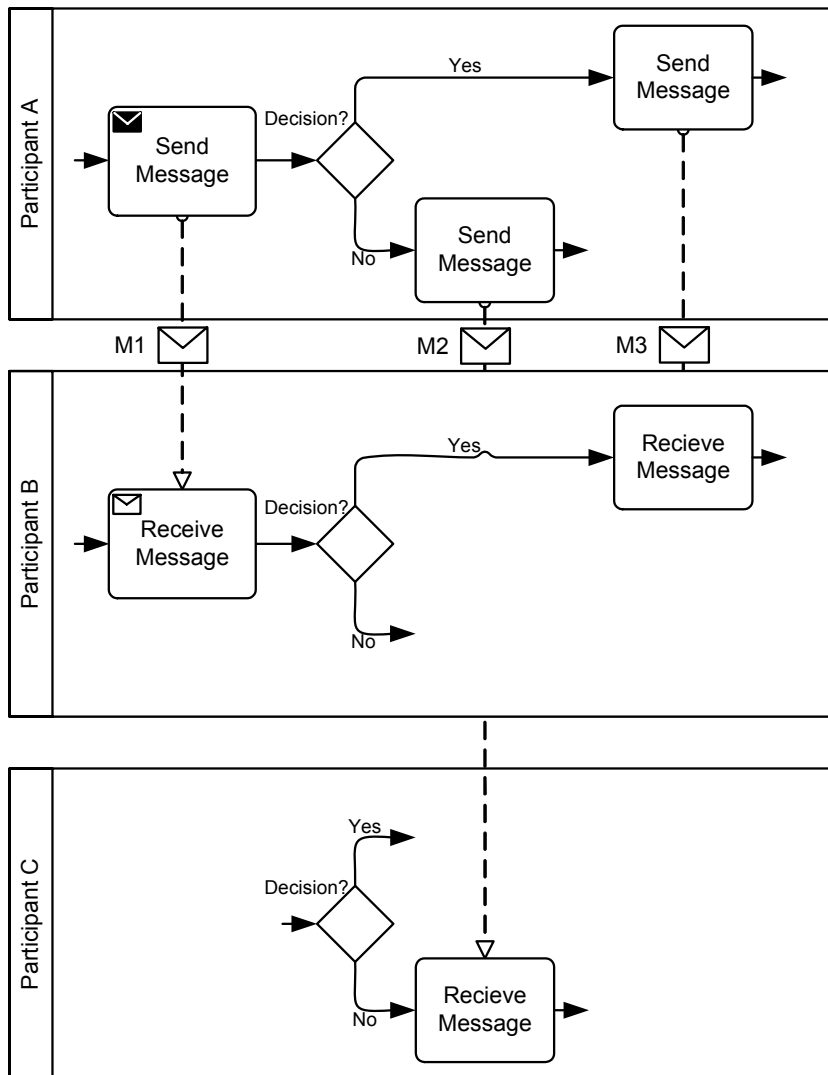 Participant A
Send
Message
Decision?
Yes
Send
Message
No
Send
Message
M1
M2
M3
Participant B
Receive
Message
Decision?
Yes
Recieve
Message
No
Participant C
Decision?
Yes
No
Recieve
Message